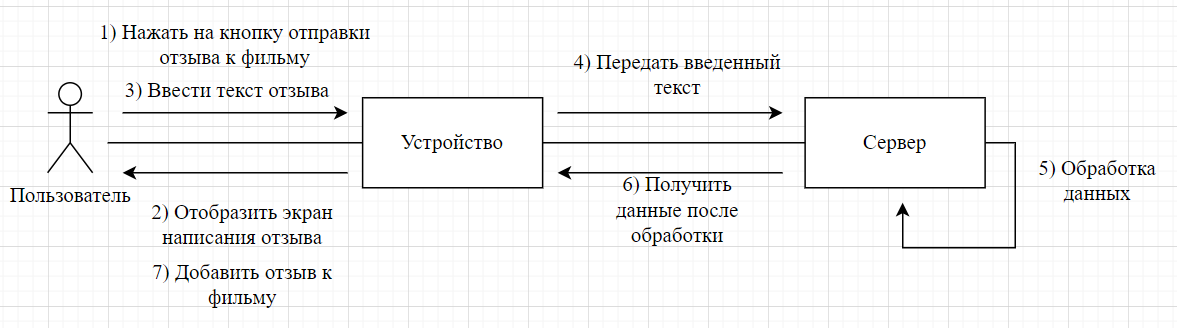 1) Нажать на кнопку отправки
отзыва к фильму
3) Ввести текст отзыва
4) Передать введенный
текст
Устройство
Сервер
5) Обработка
данных
Пользователь
2) Отобразить экран
написания отзыва
6) Получить
данные после
обработки
7) Добавить отзыв к
фильму